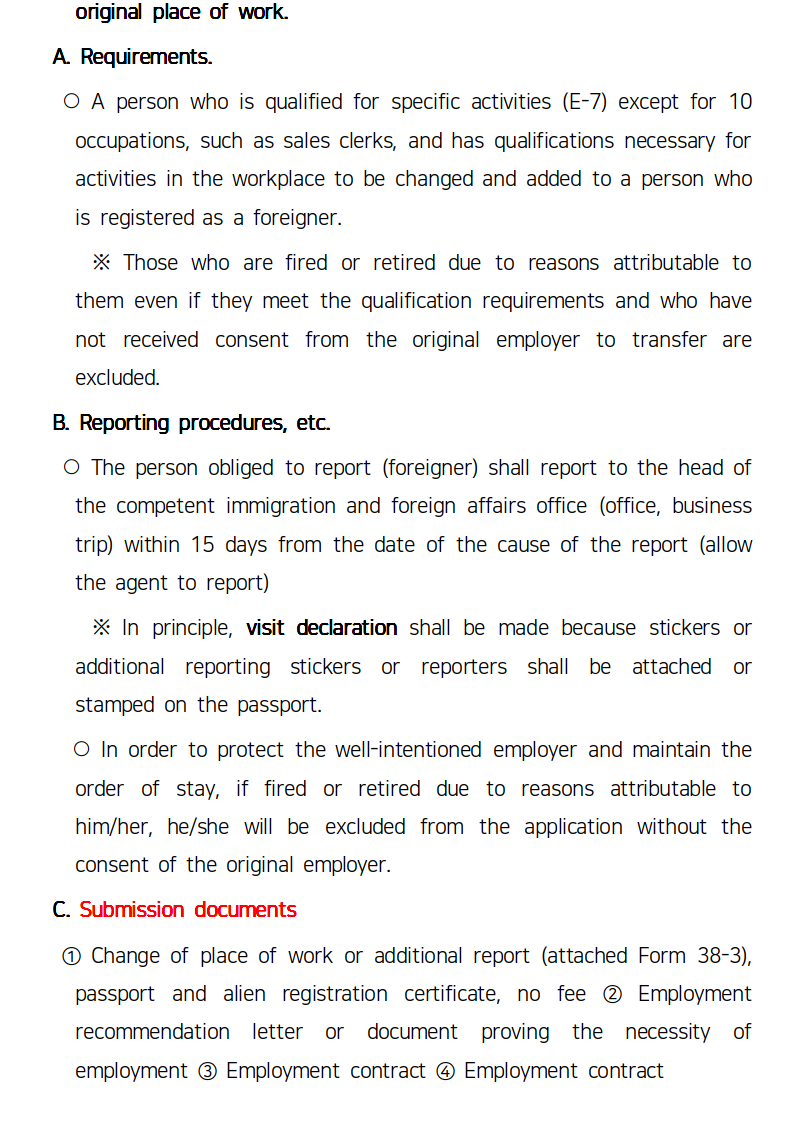 original place of work.
A. Requirements.
○ A person who is qualified for specific activities (E-7) except for 10
occupations, such as sales clerks, and has qualifications necessary for
activities in the workplace to be changed and added to a person who
is registered as a foreigner.
※ Those who are fired or retired due to reasons attributable to
them even if they meet the qualification requirements and who have
not received consent from the original employer to transfer are
excluded.
B. Reporting procedures, etc.
○ The person obliged to report (foreigner) shall report to the head of
the competent immigration and foreign affairs office (office, business
trip) within 15 days from the date of the cause of the report (allow
the agent to report)
※ In principle, visit declaration shall be made because stickers or
additional reporting stickers or reporters shall be attached or
stamped on the passport.
○ In order to protect the well-intentioned employer and maintain the
order of stay, if fired or retired due to reasons attributable to
him/her, he/she will be excluded from the application without the
consent of the original employer.
C. Submission documents
① Change of place of work or additional report (attached Form 38-3),
passport and alien registration certificate, no fee ② Employment
recommendation letter or document proving the necessity of
employment ③ Employment contract ④ Employment contract